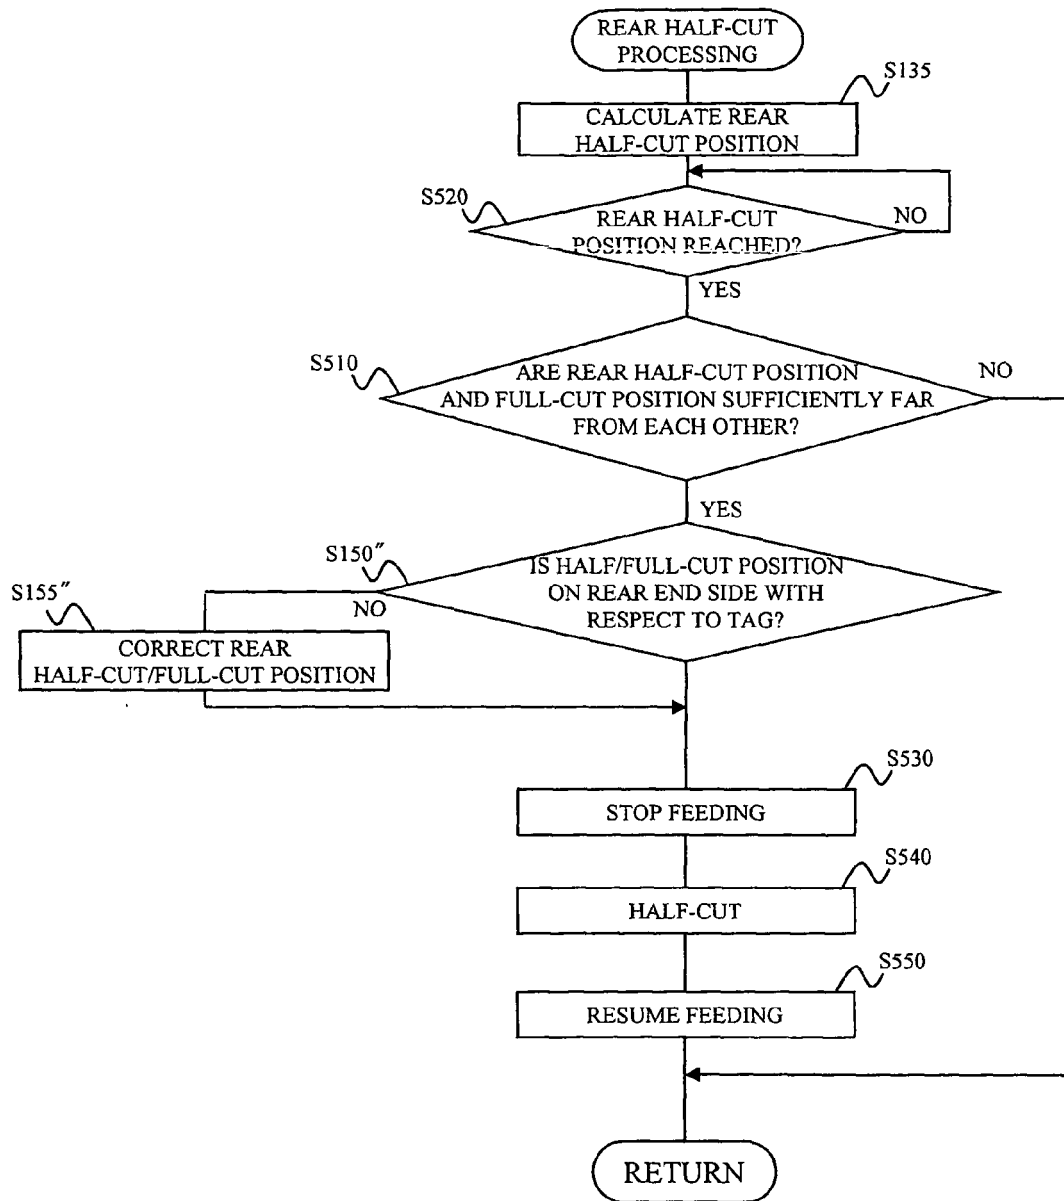 REAR HALF-CUT
PROCESSING
S135
CALCULATE REAR
HALF-CUT POSITION
S520
REAR HALF-CUT
POSITION REACHED?
NO
YES
S510
ARE REAR HALF-CUT POSITION
AND FULL-CUT POSITION SUFFICIENTLY FAR
FROM EACH OTHER?
NO
YES
S150″
IS HALF/FULL-CUT POSITION
ON REAR END SIDE WITH
RESPECT TO TAG?
NO
S155″
CORRECT REAR
HALF-CUT/FULL-CUT POSITION
S530
STOP FEEDING
S540
HALF-CUT
S550
RESUME FEEDING
RETURN